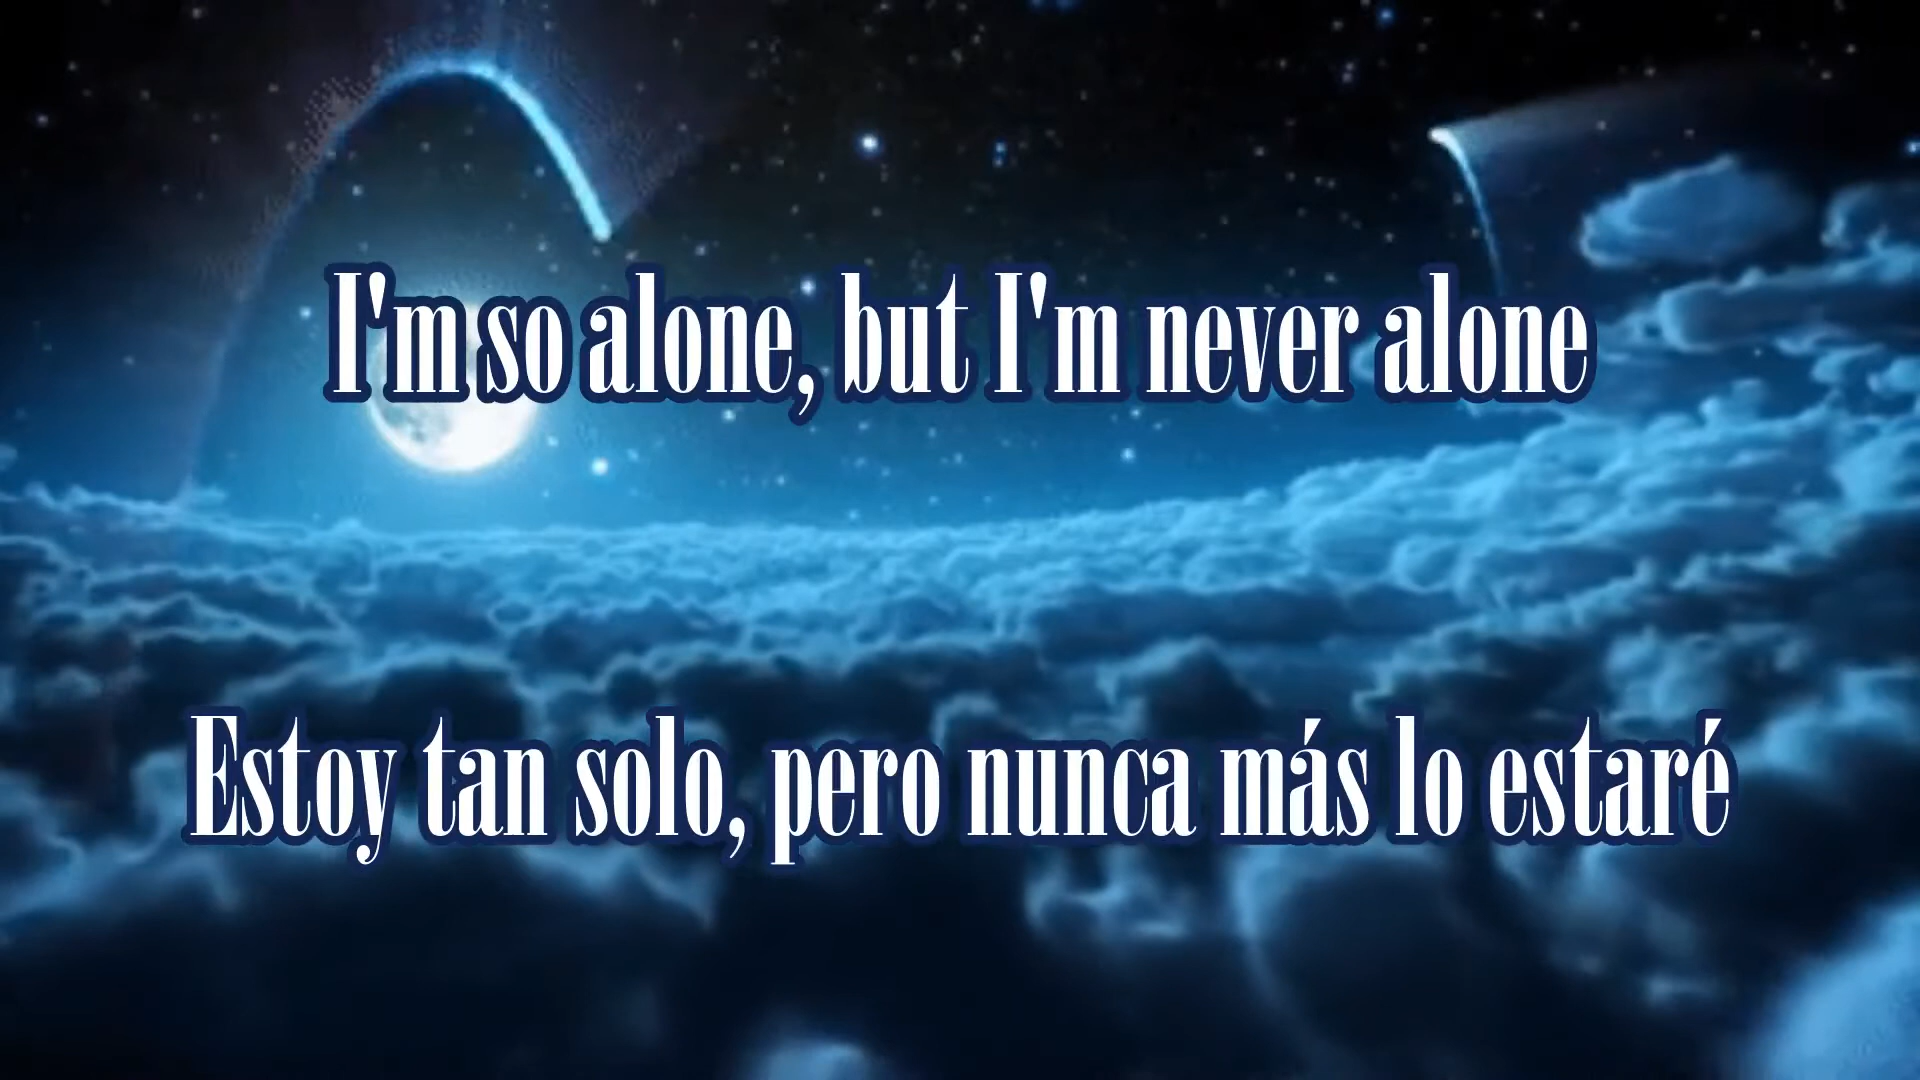 I'm so alone, but I'm never alone
Estoy tan solo, pero nunca más lo estaré